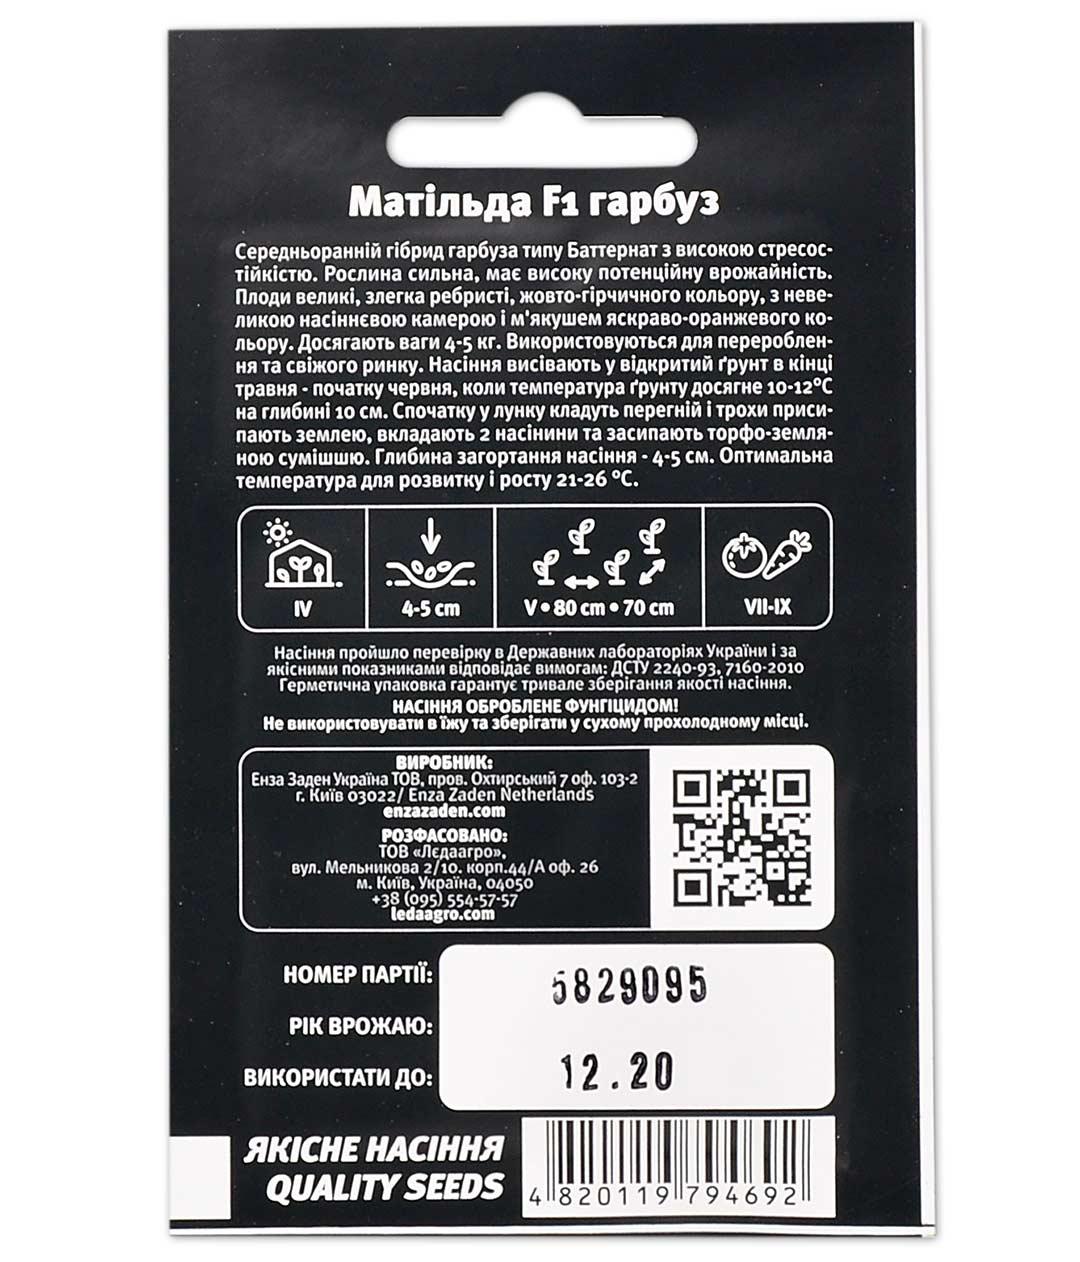 Матільда F1 гарбуз
Середньоранній гібрид гарбуза типу Баттернат з високою стресос-
тійкістю. Рослина сильна, має високу потенційну врожайність.
Плоди великі, злегка ребристі, жовто-гірчичного кольору, з неве-
ликою насіннєвою камерою і м'якушем яскраво-оранжевого ко-
льору. Досягають ваги 4-5 кг. Використовуються для перероблен-
ня та свіжого ринку. Насіння висівають у відкритий ґрунт в кінці
травня - початку червня, коли температура ґрунту досягне 10-12°C
на глибині 10 см. Спочатку у лунку кладуть перегній і трохи приси-
пають землею, вкладають 2 насінини та засипають торфо-земля-
ною сумішшю. Глибина загортання насіння - 4-5 см. Оптимальна
температура для розвитку і росту 21-26 °C.
IV
4-5 cm
V • 80 cm • 70 cm
VII-IX
Насіння пройшло перевірку в Державних лабораторіях України і за
якісними показниками відповідає вимогам: ДСТУ 2240-93, 7160-2010
Герметична упаковка гарантує тривале зберігання якості насіння.
НАСІННЯ ОБРОБЛЕНЕ ФУНГІЦИДОМ!
Не використовувати в їжу та зберігати у сухому прохолодному місці.
ВИРОБНИК:
Енза Заден Україна ТОВ, пров. Охтирський 7 оф. 103-2
г. Київ 03022/ Enza Zaden Netherlands
enzazaden.com
РОЗФАСОВАНО:
ТОВ «Лєдаагро»,
вул. Мельникова 2/10. корп.44/А оф. 26
м. Київ, Україна, 04050
+38 (095) 554-57-57
ledaagro.com
НОМЕР ПАРТІЇ: 5829095
РІК ВРОЖАЮ:
ВИКОРИСТАТИ ДО: 12.20
ЯКІСНЕ НАСІННЯ
QUALITY SEEDS
4 820119 794692